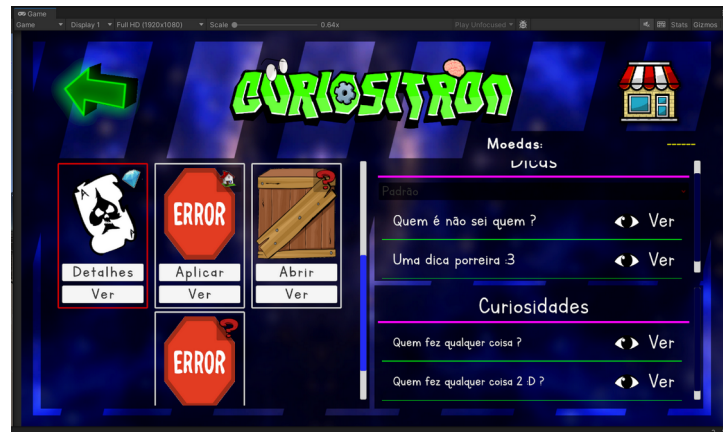 Game
Game Display 1 Full HD (1920x1080) Scale 0.64x Play Unfocused Stats Gizmos
CURIOSITRON
Moedas: ------
Dicas
Padrão
Quem é não sei quem ? Ver
Uma dica porreira :3 Ver
A
ERROR
Detalhes Aplicar Abrir
Ver Ver Ver
ERROR
Curiosidades
Quem fez qualquer coisa ? Ver
Quem fez qualquer coisa 2 :D ? Ver